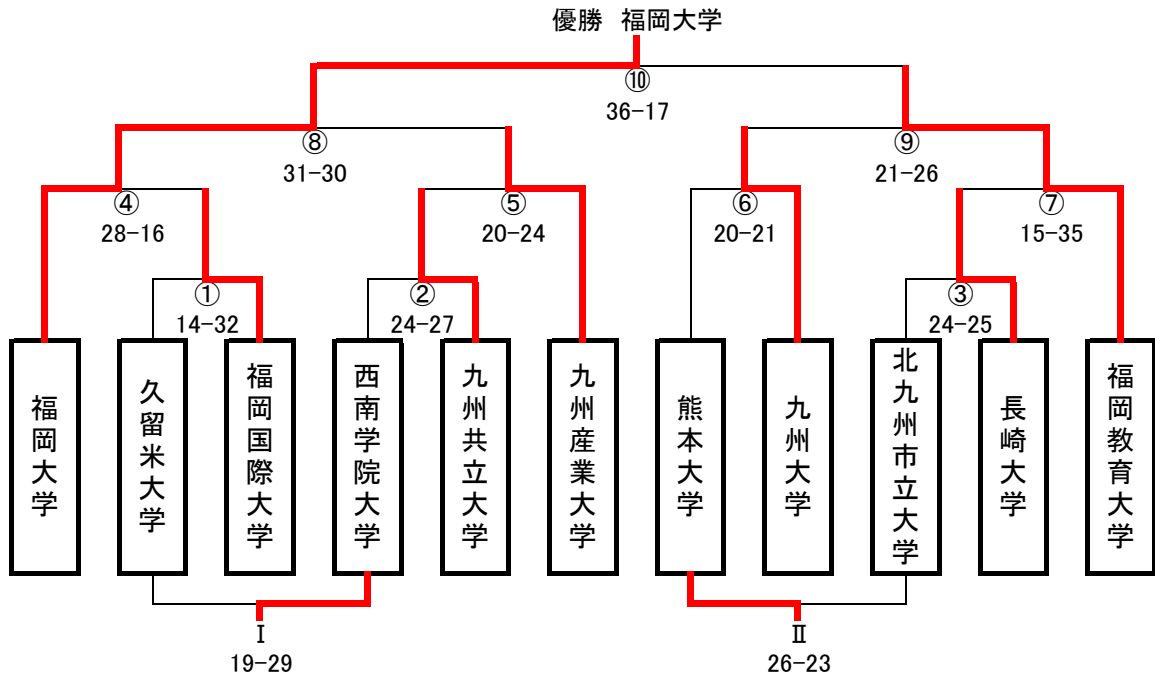 優勝 福岡大学
⑩
36-17
⑧
31-30
⑨
21-26
④
28-16
⑤
20-24
⑥
20-21
⑦
15-35
①
14-32
②
24-27
③
24-25
福岡大学
久留米大学
福岡国際大学
西南学院大学
九州共立大学
九州産業大学
熊本大学
九州大学
北九州市立大学
長崎大学
福岡教育大学
Ⅰ
19-29
Ⅱ
26-23